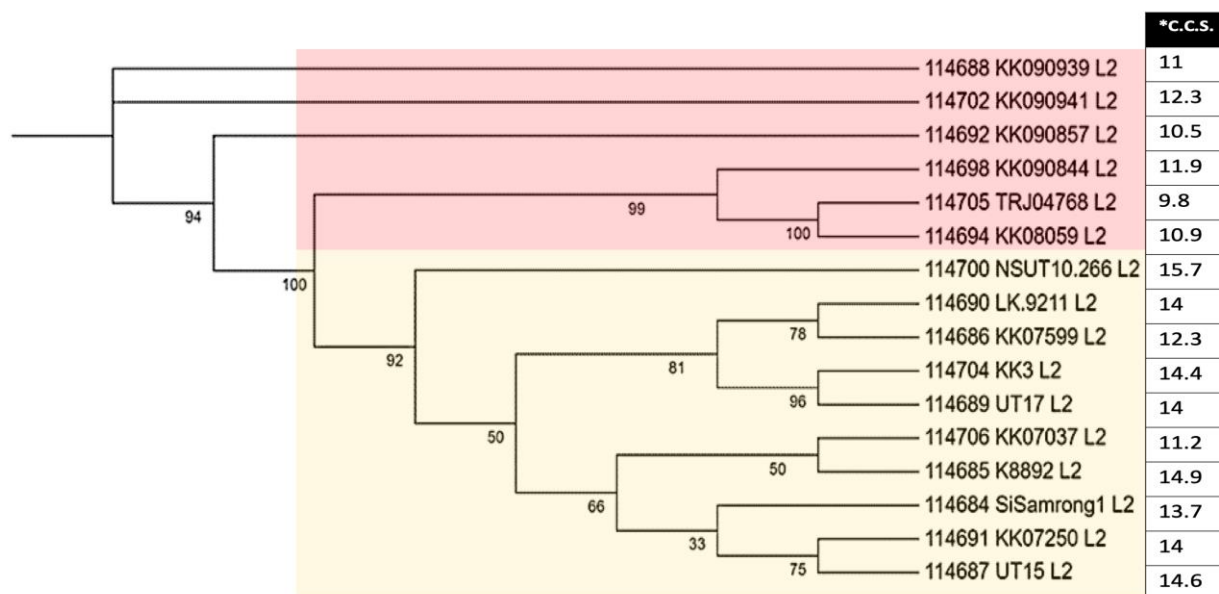 *C.C.S.
114688 KK090939 L2 11
114702 KK090941 L2 12.3
114692 KK090857 L2 10.5
114698 KK090844 L2 11.9
99
114705 TRJ04768 L2 9.8
94
100
114694 KK08059 L2 10.9
114700 NSUT10.266 L2 15.7
100
114690 LK.9211 L2 14
78
114686 KK07599 L2 12.3
92
81
114704 KK3 L2 14.4
96
114689 UT17 L2 14
50
114706 KK07037 L2 11.2
50
114685 K8892 L2 14.9
66
114684 SiSamrong1 L2 13.7
33
114691 KK07250 L2 14
75
114687 UT15 L2 14.6